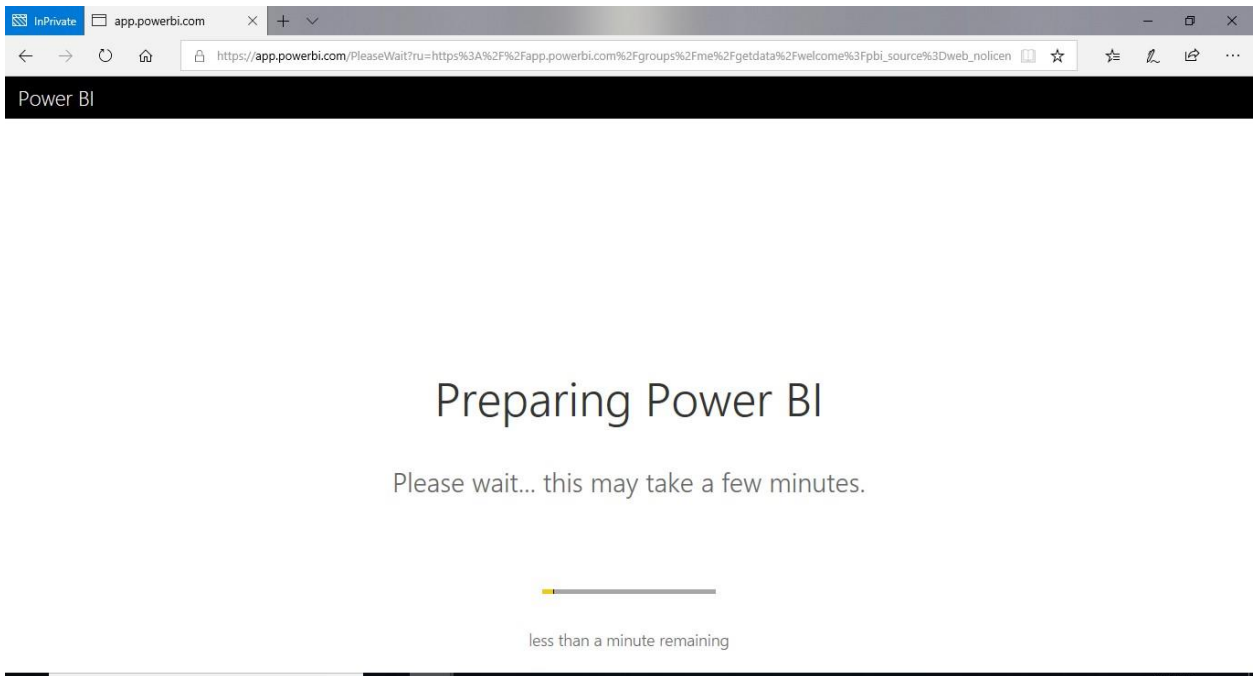 InPrivate app.powerbi.com
https://app.powerbi.com/PleaseWait?ru=https%3A%2F%2Fapp.powerbi.com%2Fgroups%2Fme%2Fgetdata%2Fwelcome%3Fpbi_source%3Dweb_nolicen
Power BI
Preparing Power BI
Please wait... this may take a few minutes.
less than a minute remaining